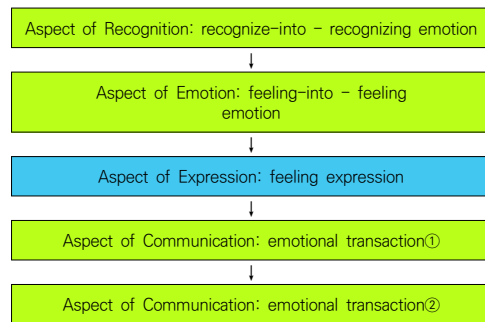 Aspect of Recognition: recognize-into - recognizing emotion
Aspect of Emotion: feeling-into - feeling
emotion
Aspect of Expression: feeling expression
Aspect of Communication: emotional transaction①
Aspect of Communication: emotional transaction②